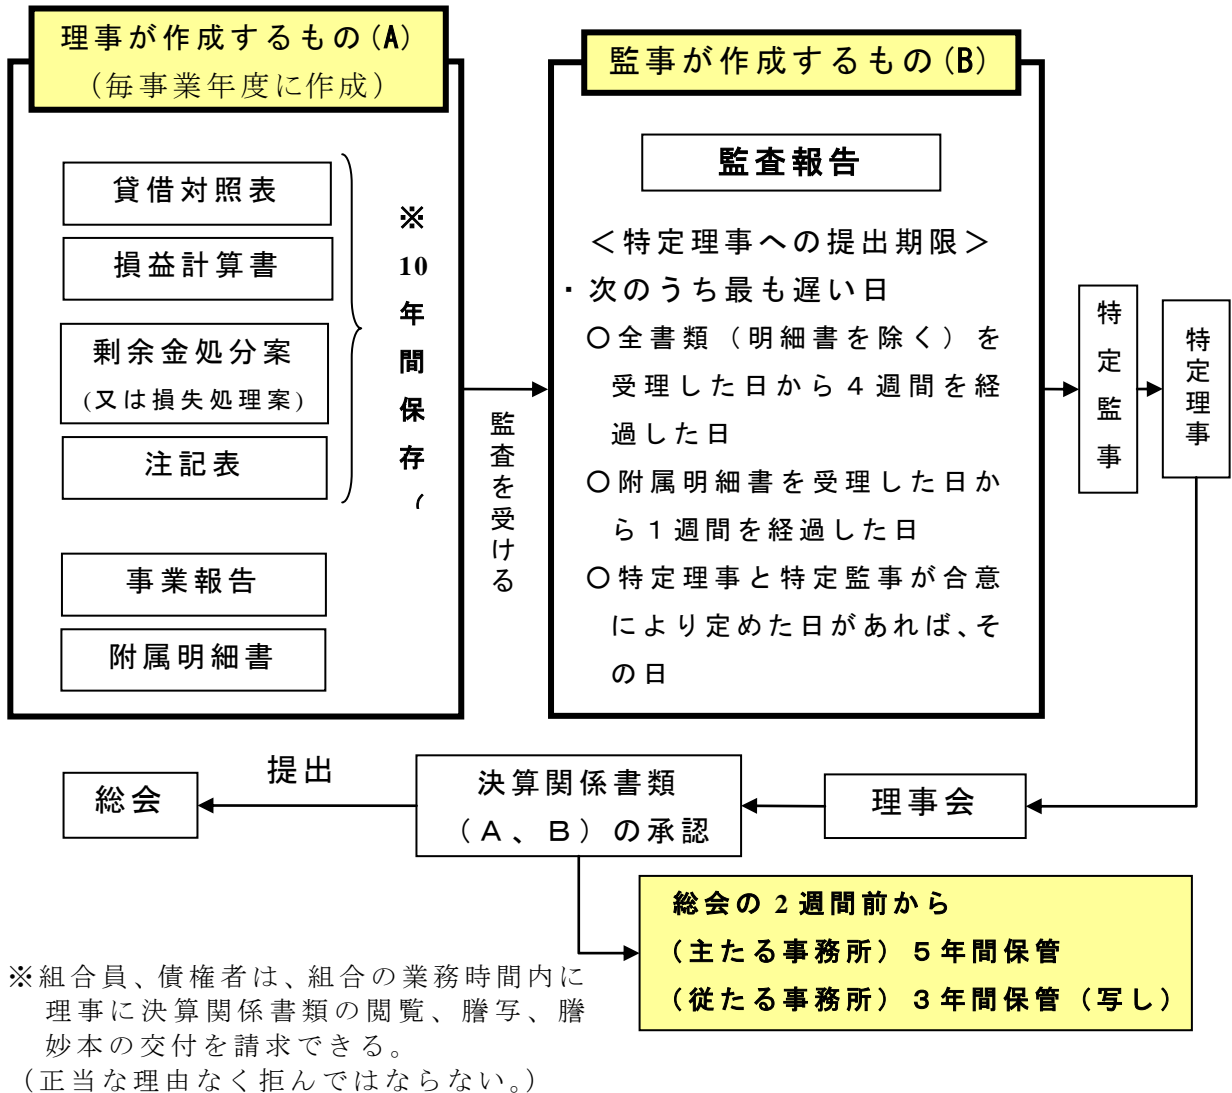 理事が作成するもの(A)
（毎事業年度に作成）
貸借対照表
損益計算書
剰余金処分案
(又は損失処理案)
注記表
※10年間保存（
事業報告
附属明細書
監査を受ける
監事が作成するもの(B)
監査報告
＜特定理事への提出期限＞
・次のうち最も遅い日
○全書類（明細書を除く）を
受理した日から４週間を経
過した日
○附属明細書を受理した日か
ら１週間を経過した日
○特定理事と特定監事が合意
により定めた日があれば、そ
の日
特定監事
特定理事
理事会
決算関係書類
（Ａ、Ｂ）の承認
提出
総会
総会の2週間前から
（主たる事務所）５年間保管
（従たる事務所）３年間保管（写し）
※組合員、債権者は、組合の業務時間内に
理事に決算関係書類の閲覧、謄写、謄
妙本の交付を請求できる。
（正当な理由なく拒んではならない。）